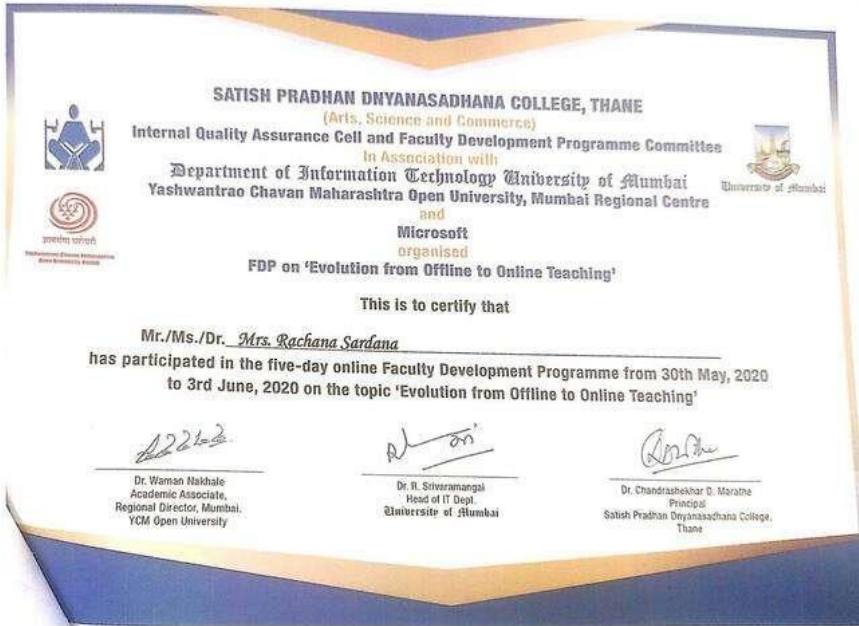 SATISH PRADHAN DNYANASADHANA COLLEGE, THANE
(Arts, Science and Commerce)
Internal Quality Assurance Cell and Faculty Development Programme Committee
In Association with
Department of Information Technology University of Mumbai
Yashwantrao Chavan Maharashtra Open University, Mumbai Regional Centre
and
Microsoft
organised
FDP on ‘Evolution from Offline to Online Teaching’
University of Mumbai
This is to certify that
Mr./Ms./Dr. Mrs. Rachana Sardana
has participated in the five-day online Faculty Development Programme from 30th May, 2020
to 3rd June, 2020 on the topic ‘Evolution from Offline to Online Teaching’
Dr. Waman Nakhale
Academic Associate,
Regional Director, Mumbai.
YCM Open University
Dr. R. Srivaramangai
Head of IT Dept.
University of Mumbai
Dr. Chandrashekhar D. Marathe
Principal
Satish Pradhan Dnyanasadhana College,
Thane